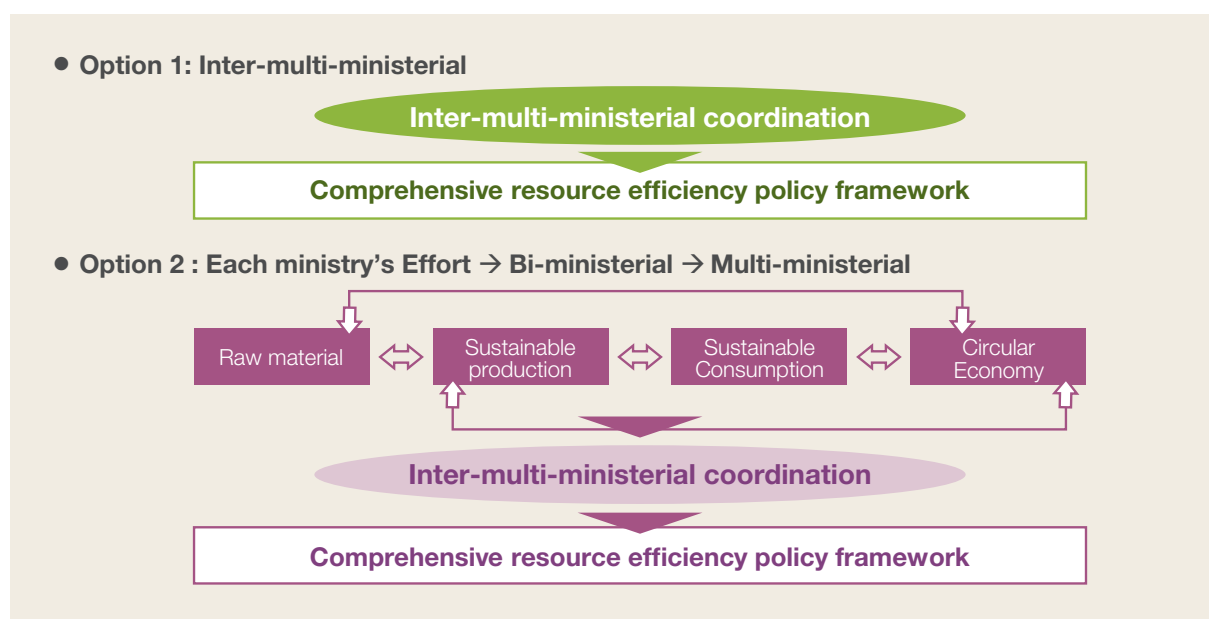 • Option 1: Inter-multi-ministerial
Inter-multi-ministerial coordination
Comprehensive resource efficiency policy framework
• Option 2 : Each ministry’s Effort → Bi-ministerial → Multi-ministerial
Raw material
Sustainable
production
Sustainable
Consumption
Circular
Economy
Inter-multi-ministerial coordination
Comprehensive resource efficiency policy framework